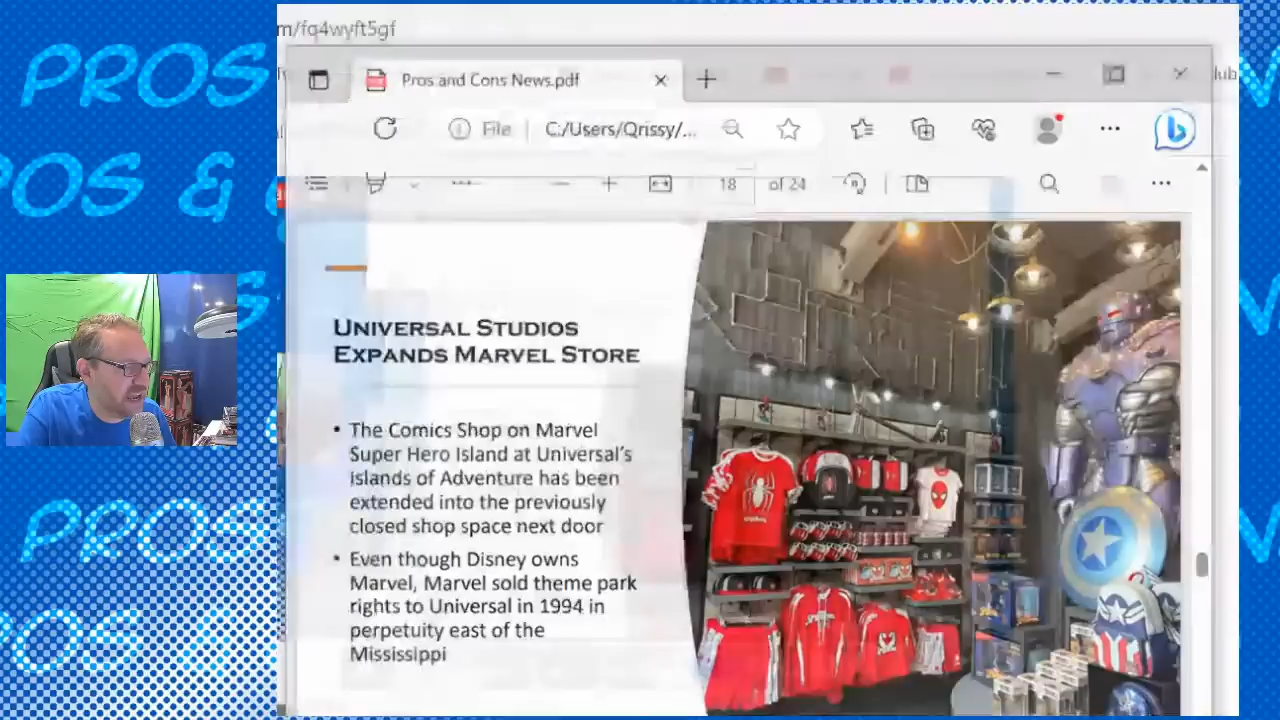 m/fq4wyft5gf
PROS
Pros and Cons News.pdf
lub
File
C:/Users/Qrissy/...
OS &
18 of 24
UNIVERSAL STUDIOS
EXPANDS MARVEL STORE
• The Comics Shop on Marvel
Super Hero Island at Universal's
Islands of Adventure has been
extended into the previously
closed shop space next door
• Even though Disney owns
Marvel, Marvel sold theme park
rights to Universal in 1994 in
perpetuity east of the
Mississippi
PROS